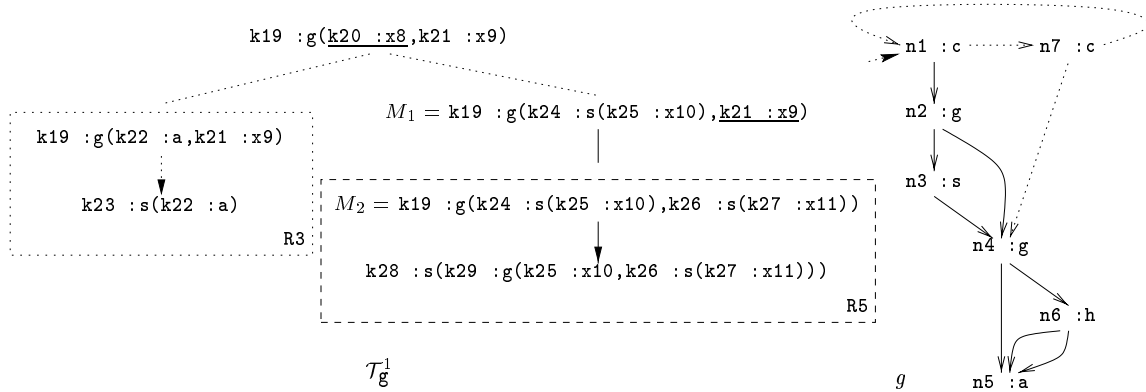 k19 :g(k20 :x8,k21 :x9)
M₁ = k19 :g(k24 :s(k25 :x10),k21 :x9)
k19 :g(k22 :a,k21 :x9)
k23 :s(k22 :a)
R3
M₂ = k19 :g(k24 :s(k25 :x10),k26 :s(k27 :x11))
k28 :s(k29 :g(k25 :x10,k26 :s(k27 :x11)))
R5
𝒯_g^1
n1 :c
n7 :c
n2 :g
n3 :s
n4 :g
n6 :h
n5 :a
g